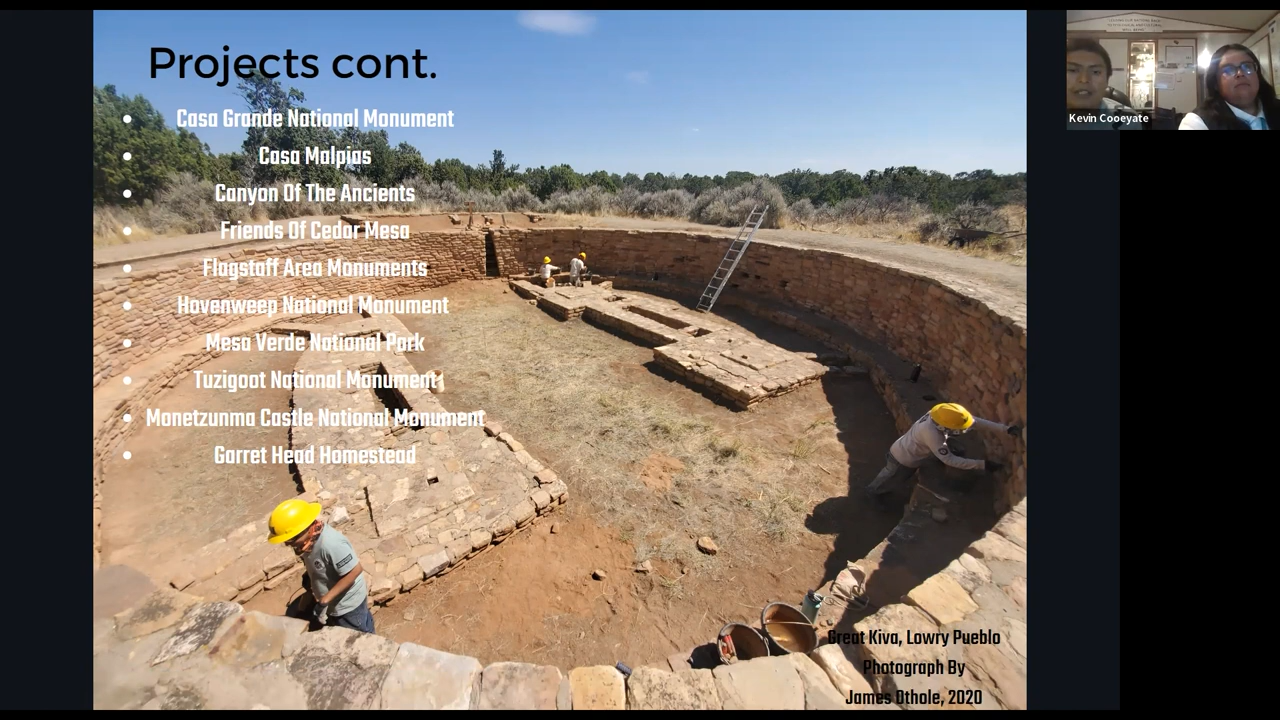 Projects cont.
Casa Grande National Monument
Casa Malpias
Canyon Of The Ancients
Friends Of Cedar Mesa
Flagstaff Area Monuments
Hovenweep National Monument
Mesa Verde National Park
Tuzigoot National Monument
Monetzunma Castle National Monument
Garret Head Homestead
Great Kiva, Lowry Pueblo
Photograph By
James Othole, 2020
Kevin Cooeyate